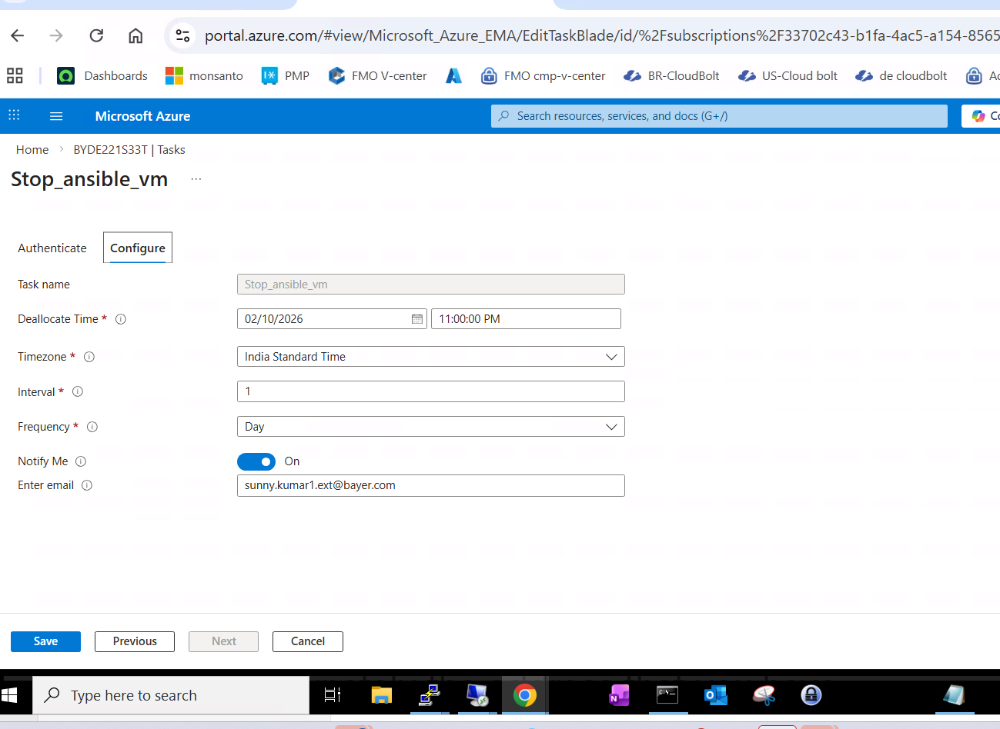 portal.azure.com/#view/Microsoft_Azure_EMA/EditTaskBlade/id/%2Fsubscriptions%2F33702c43-b1fa-4ac5-a154-8565
Dashboards monsanto PMP FMO V-center FMO cmp-v-center BR-CloudBolt US-Cloud bolt de cloudbolt Ac
Microsoft Azure Search resources, services, and docs (G+/) Co
Home > BYDE221S33T | Tasks
Stop_ansible_vm ...
Authenticate Configure
Task name Stop_ansible_vm
Deallocate Time * 02/10/2026 11:00:00 PM
Timezone * India Standard Time
Interval * 1
Frequency * Day
Notify Me On
Enter email sunny.kumar1.ext@bayer.com
Save Previous Next Cancel
Type here to search